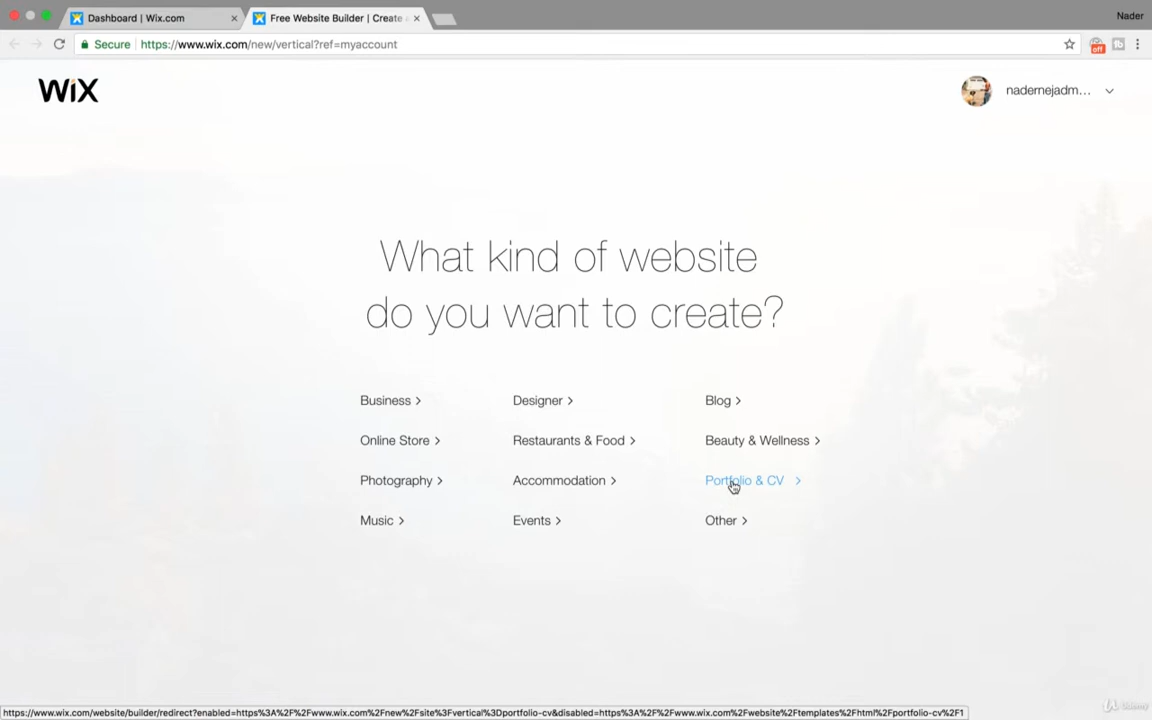 Dashboard | Wix.com
Free Website Builder | Create
Nader
Secure
https://www.wix.com/new/vertical?ref=myaccount
off
WiX
nadernejadm...
What kind of website
do you want to create?
Business
Designer
Blog
Online Store
Restaurants & Food
Beauty & Wellness
Photography
Accommodation
Portfolio & CV
Music
Events
Other
https://www.wix.com/website/builder/redirect?enabled=https%3A%2F%2Fwww.wix.com%2Fnew%2Fsite%3Fvertical%3Dportfolio-cv&disabled=https%3A%2F%2Fwww.wix.com%2Fwebsite%2Ftemplates%2Fhtml%2Fportfolio-cv%2F1
Udemy